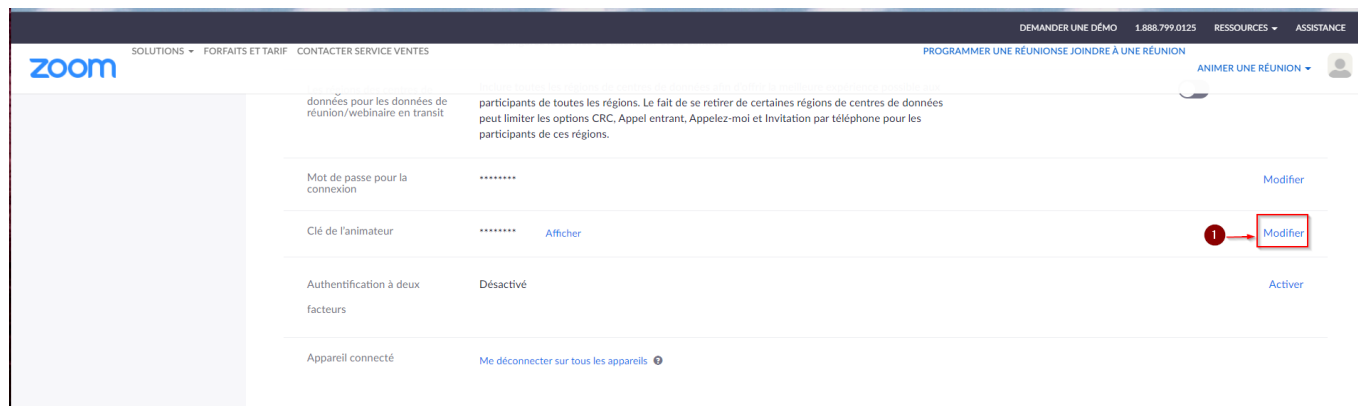 DEMANDER UNE DÉMO 1.888.799.0125 RESSOURCES ASSISTANCE
zoom
SOLUTIONS FORFAITS ET TARIF CONTACTER SERVICE VENTES
PROGRAMMER UNE RÉUNIONSE JOINDRE À UNE RÉUNION
ANIMER UNE RÉUNION
données pour les données de
réunion/webinaire en transit
participants de toutes les régions. Le fait de se retirer de certaines régions de centres de données
peut limiter les options CRC, Appel entrant, Appelez-moi et Invitation par téléphone pour les
participants de ces régions.
Mot de passe pour la
connexion
******** Modifier
Clé de l'animateur ******** Afficher 1 Modifier
Authentification à deux
facteurs
Désactivé Activer
Appareil connecté Me déconnecter sur tous les appareils ?